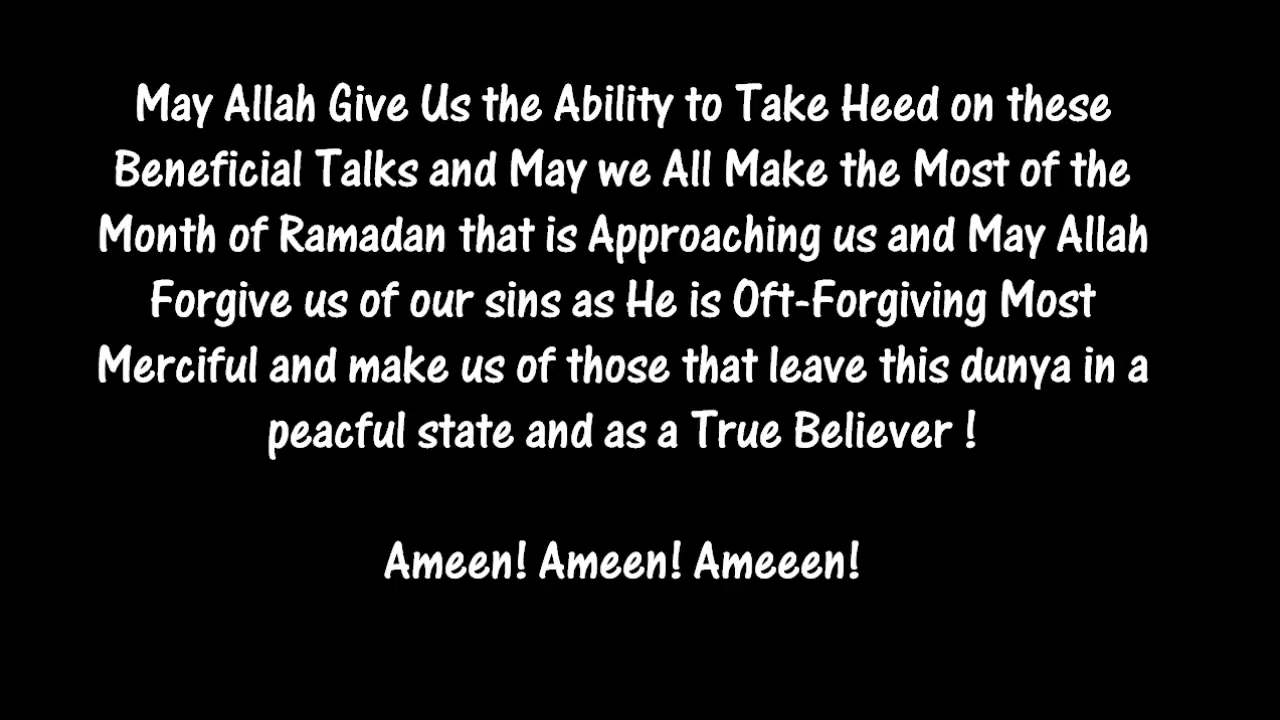 May Allah Give Us the Ability to Take Heed on these
Beneficial Talks and May we All Make the Most of the
Month of Ramadan that is Approaching us and May Allah
Forgive us of our sins as He is Oft-Forgiving Most
Merciful and make us of those that leave this dunya in a
peacful state and as a True Believer !
Ameen! Ameen! Ameeen!